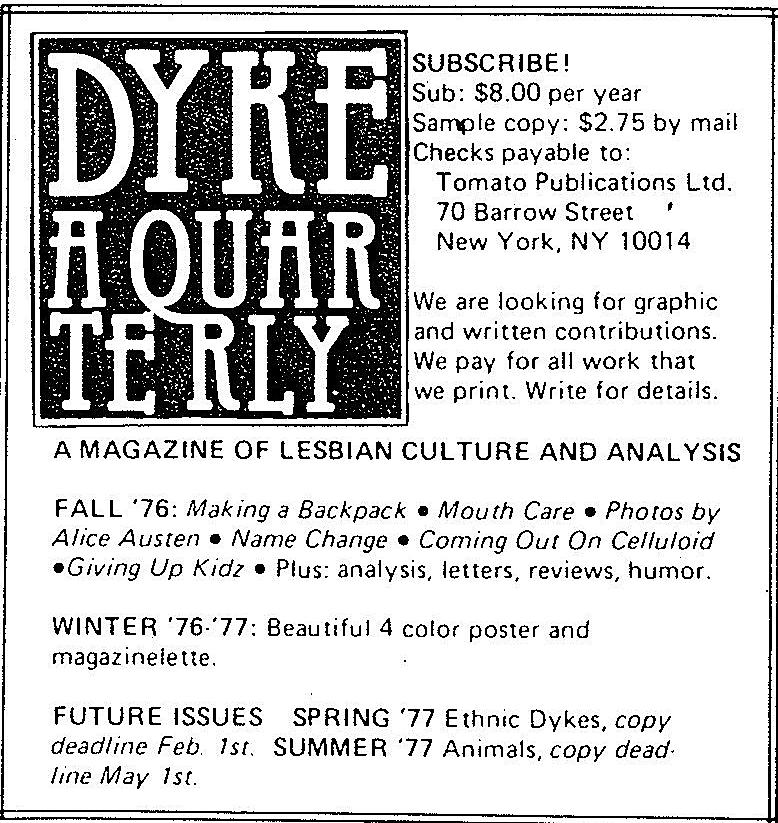 DYKE
A QUAR
TERLY
SUBSCRIBE!
Sub: $8.00 per year
Sample copy: $2.75 by mail
Checks payable to:
Tomato Publications Ltd.
70 Barrow Street
New York, NY 10014
We are looking for graphic
and written contributions.
We pay for all work that
we print. Write for details.
A MAGAZINE OF LESBIAN CULTURE AND ANALYSIS
FALL '76: Making a Backpack • Mouth Care • Photos by
Alice Austen • Name Change • Coming Out On Celluloid
•Giving Up Kidz • Plus: analysis, letters, reviews, humor.
WINTER '76-'77: Beautiful 4 color poster and
magazinelette.
FUTURE ISSUES SPRING '77 Ethnic Dykes, copy
deadline Feb. 1st. SUMMER '77 Animals, copy dead-
line May 1st.